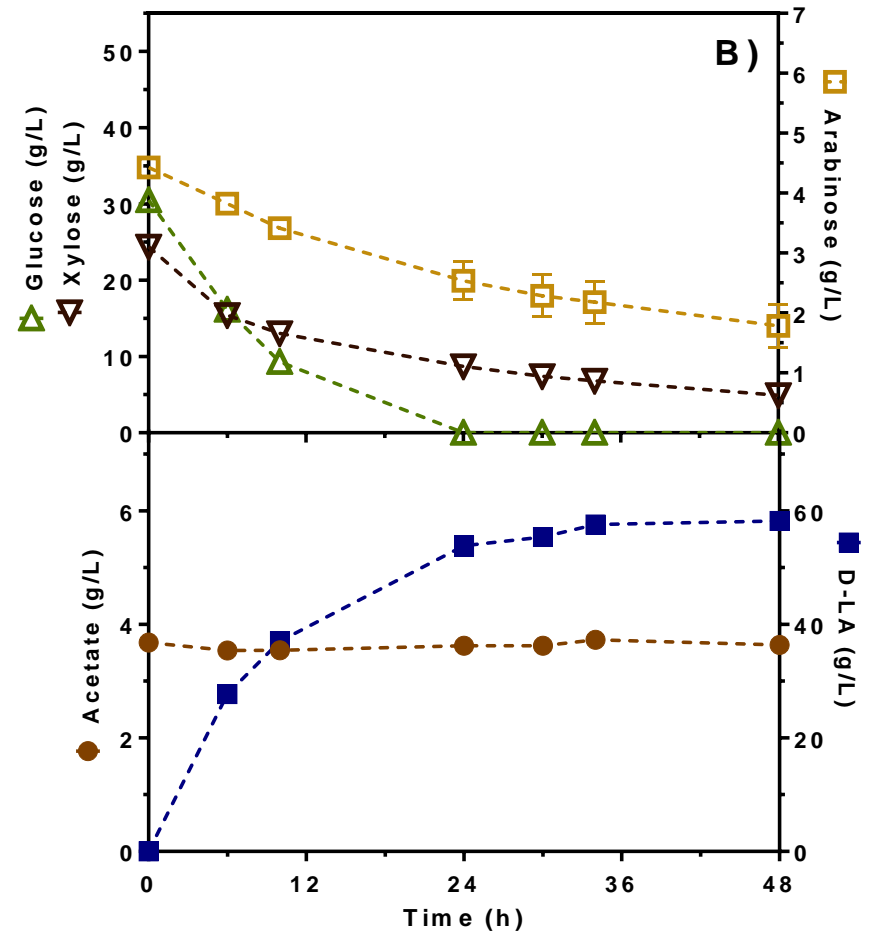 B)
Glucose (g/L)
Xylose (g/L)
50
40
30
20
10
0
7
6
5
4
3
2
1
0
Arabinose (g/L)
Acetate (g/L)
6
4
2
0
60
40
20
0
D-LA (g/L)
0 12 24 36 48
Time (h)